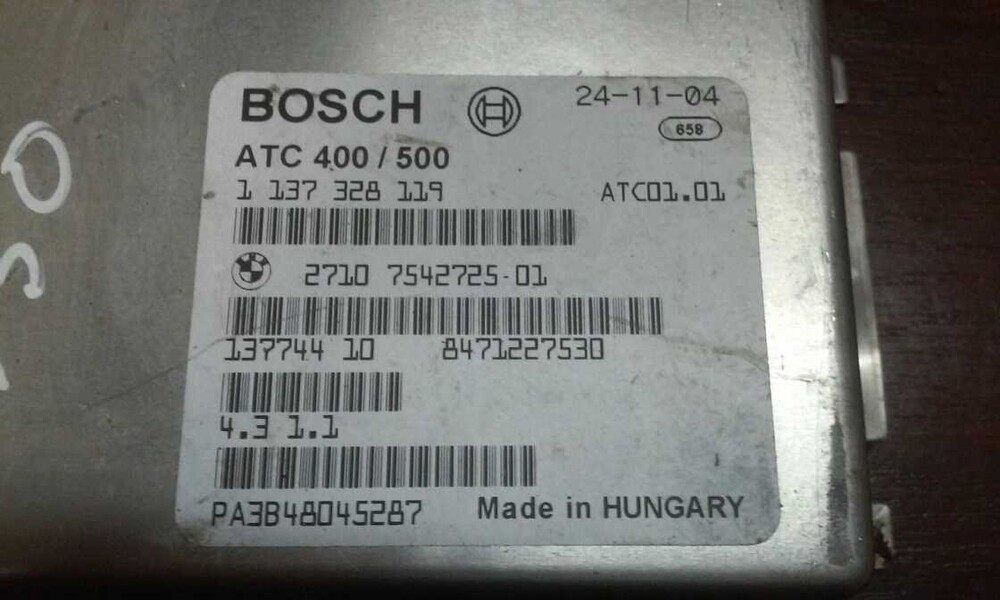 BOSCH 24-11-04
658
ATC 400 / 500
1 137 328 119 ATC01.01
2710 7542725-01
137744 10 8471227530
4.3 1.1
PA3B48045287 Made in HUNGARY